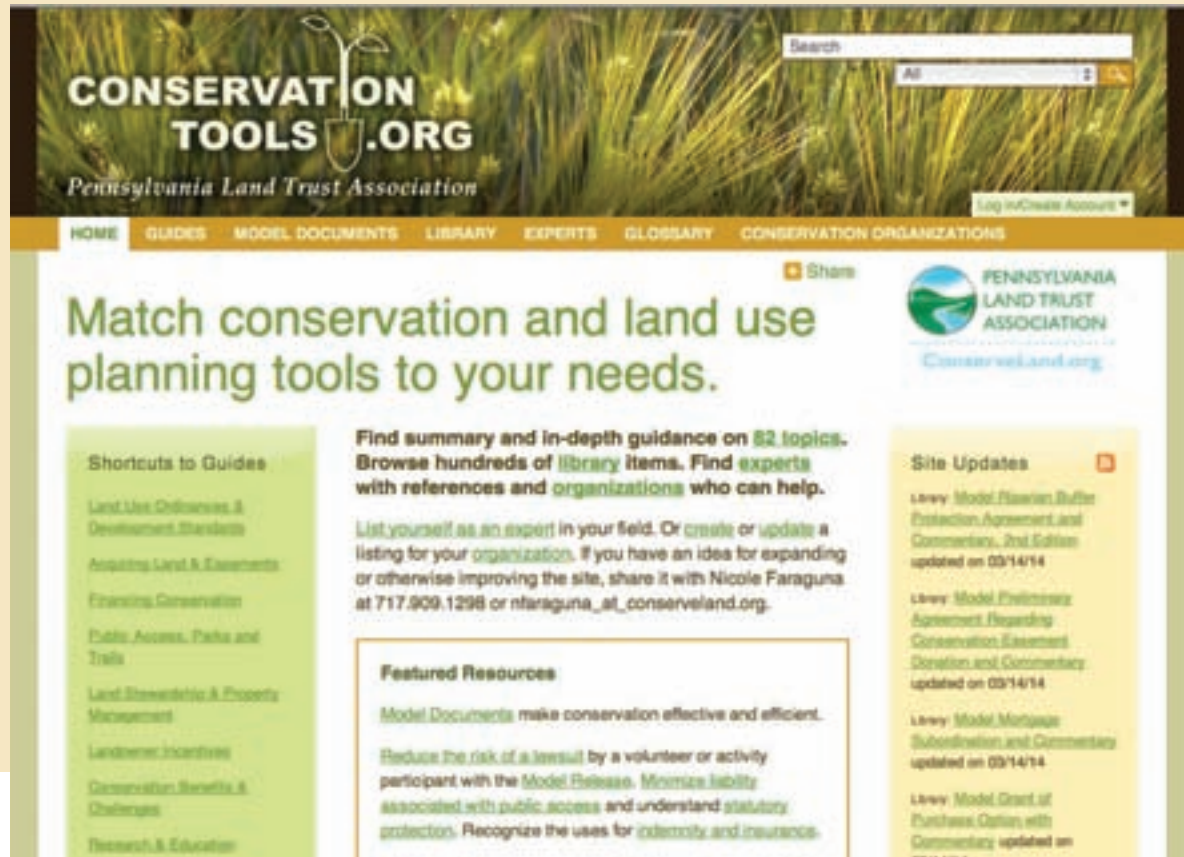 CONSERVATION
TOOLS.ORG
Pennsylvania Land Trust Association
Search
All
Log in/Create Account
HOME GUIDES MODEL DOCUMENTS LIBRARY EXPERTS GLOSSARY CONSERVATION ORGANIZATIONS
Share
Match conservation and land use
planning tools to your needs.
PENNSYLVANIA
LAND TRUST
ASSOCIATION
ConserveLand.org
Shortcuts to Guides
Land Use Ordinances &
Development Standards
Acquiring Land & Easements
Financing Conservation
Public Access, Parks and
Trails
Land Stewardship & Property
Management
Landowner Incentives
Conservation Benefits &
Challenges
Research & Education
Find summary and in-depth guidance on 82 topics.
Browse hundreds of library items. Find experts
with references and organizations who can help.
List yourself as an expert in your field. Or create or update a
listing for your organization. If you have an idea for expanding
or otherwise improving the site, share it with Nicole Faraguna
at 717.909.1298 or nfaraguna_at_conserveland.org.
Featured Resources
Model Documents make conservation effective and efficient.
Reduce the risk of a lawsuit by a volunteer or activity
participant with the Model Release. Minimize liability
associated with public access and understand statutory
protection. Recognize the uses for indemnity and insurance.
Site Updates
Library: Model Riparian Buffer
Protection Agreement and
Commentary, 2nd Edition
updated on 03/14/14
Library: Model Preliminary
Agreement Regarding
Conservation Easement
Donation and Commentary
updated on 03/14/14
Library: Model Mortgage
Subordination and Commentary
updated on 03/14/14
Library: Model Grant of
Purchase Option with
Commentary updated on